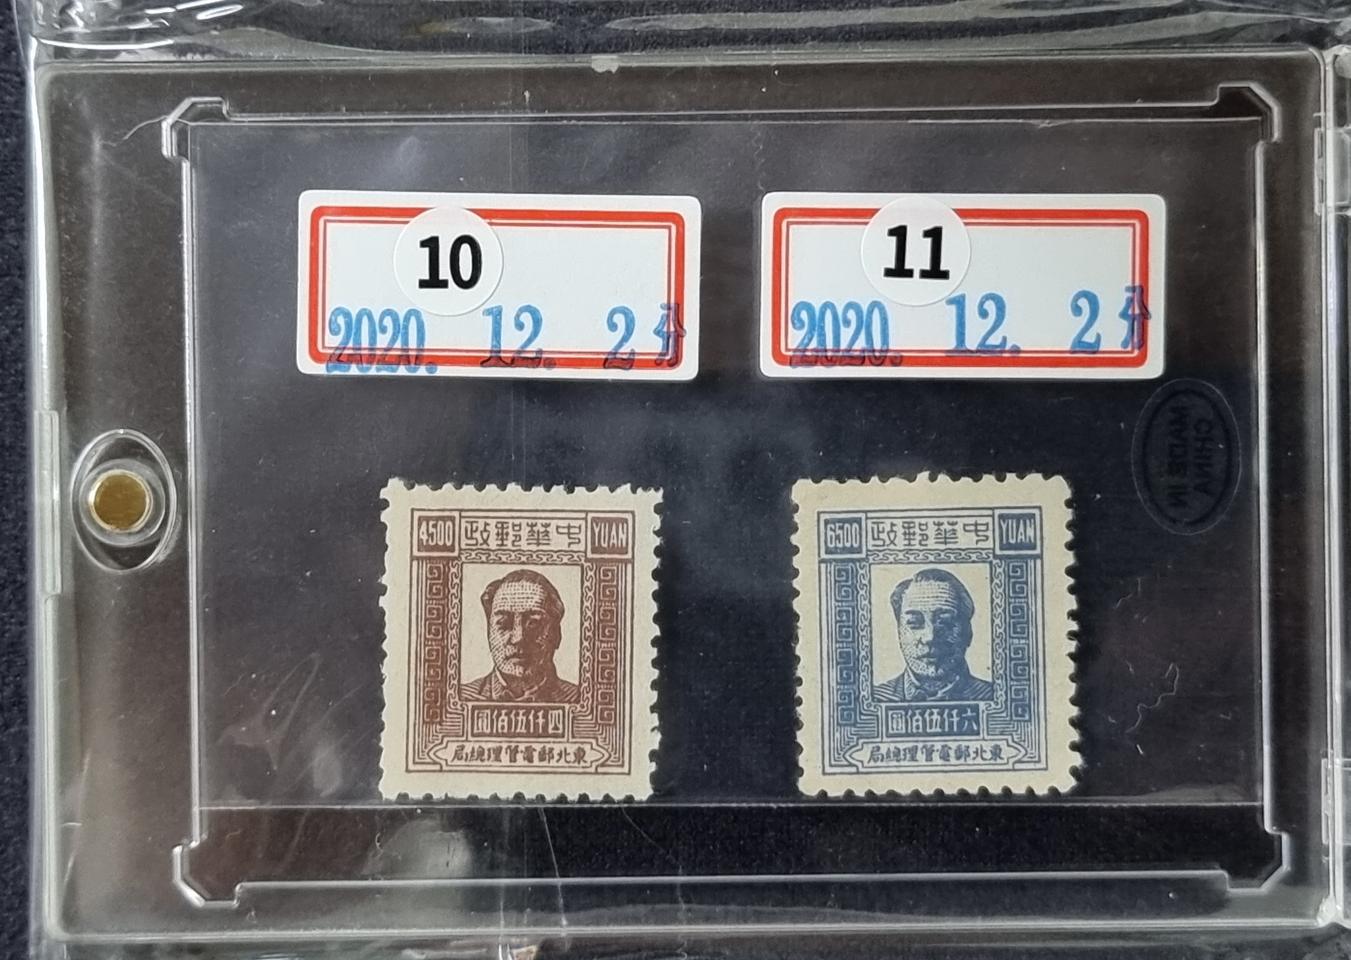 10
2020. 12. 2
11
2020. 12. 2
MADE IN
CHINA
4500 政郵華中 YUAN
圓佰伍仟四
局總理管電郵北東
6500 政郵華中 YUAN
圓佰伍仟六
局總理管電郵北東